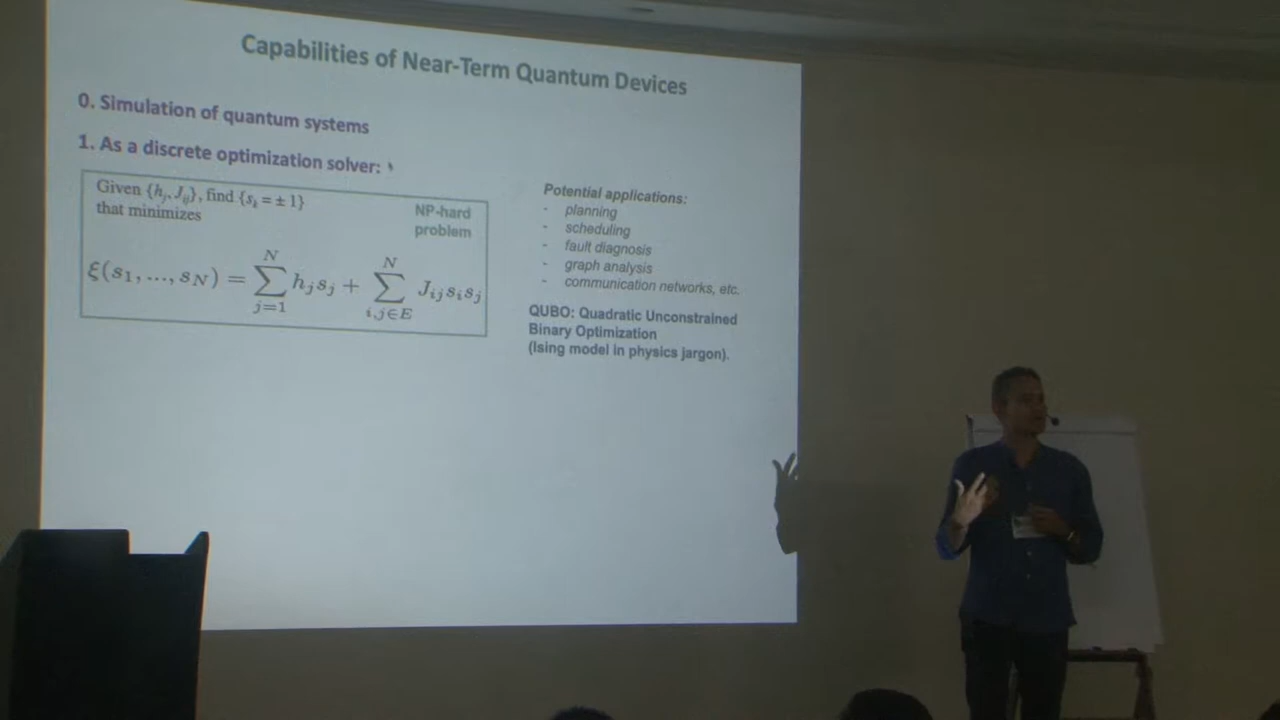 Capabilities of Near-Term Quantum Devices
0. Simulation of quantum systems
1. As a discrete optimization solver:
Given {h_j, J_ij}, find {s_k = ± 1}
that minimizes
NP-hard
problem
ξ(s_1, ..., s_N) = ∑_{j=1}^{N} h_j s_j + ∑_{i,j∈E}^{N} J_ij s_i s_j
Potential applications:
- planning
- scheduling
- fault diagnosis
- graph analysis
- communication networks, etc.
QUBO: Quadratic Unconstrained
Binary Optimization
(Ising model in physics jargon).